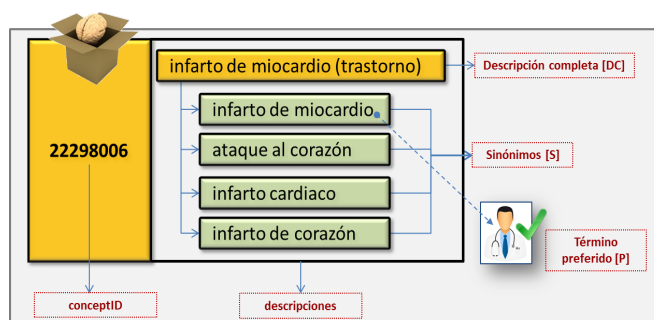 infarto de miocardio (trastorno)
Descripción completa [DC]
infarto de miocardio
22298006
ataque al corazón
Sinónimos [S]
infarto cardiaco
infarto de corazón
Término
preferido [P]
conceptID
descripciones